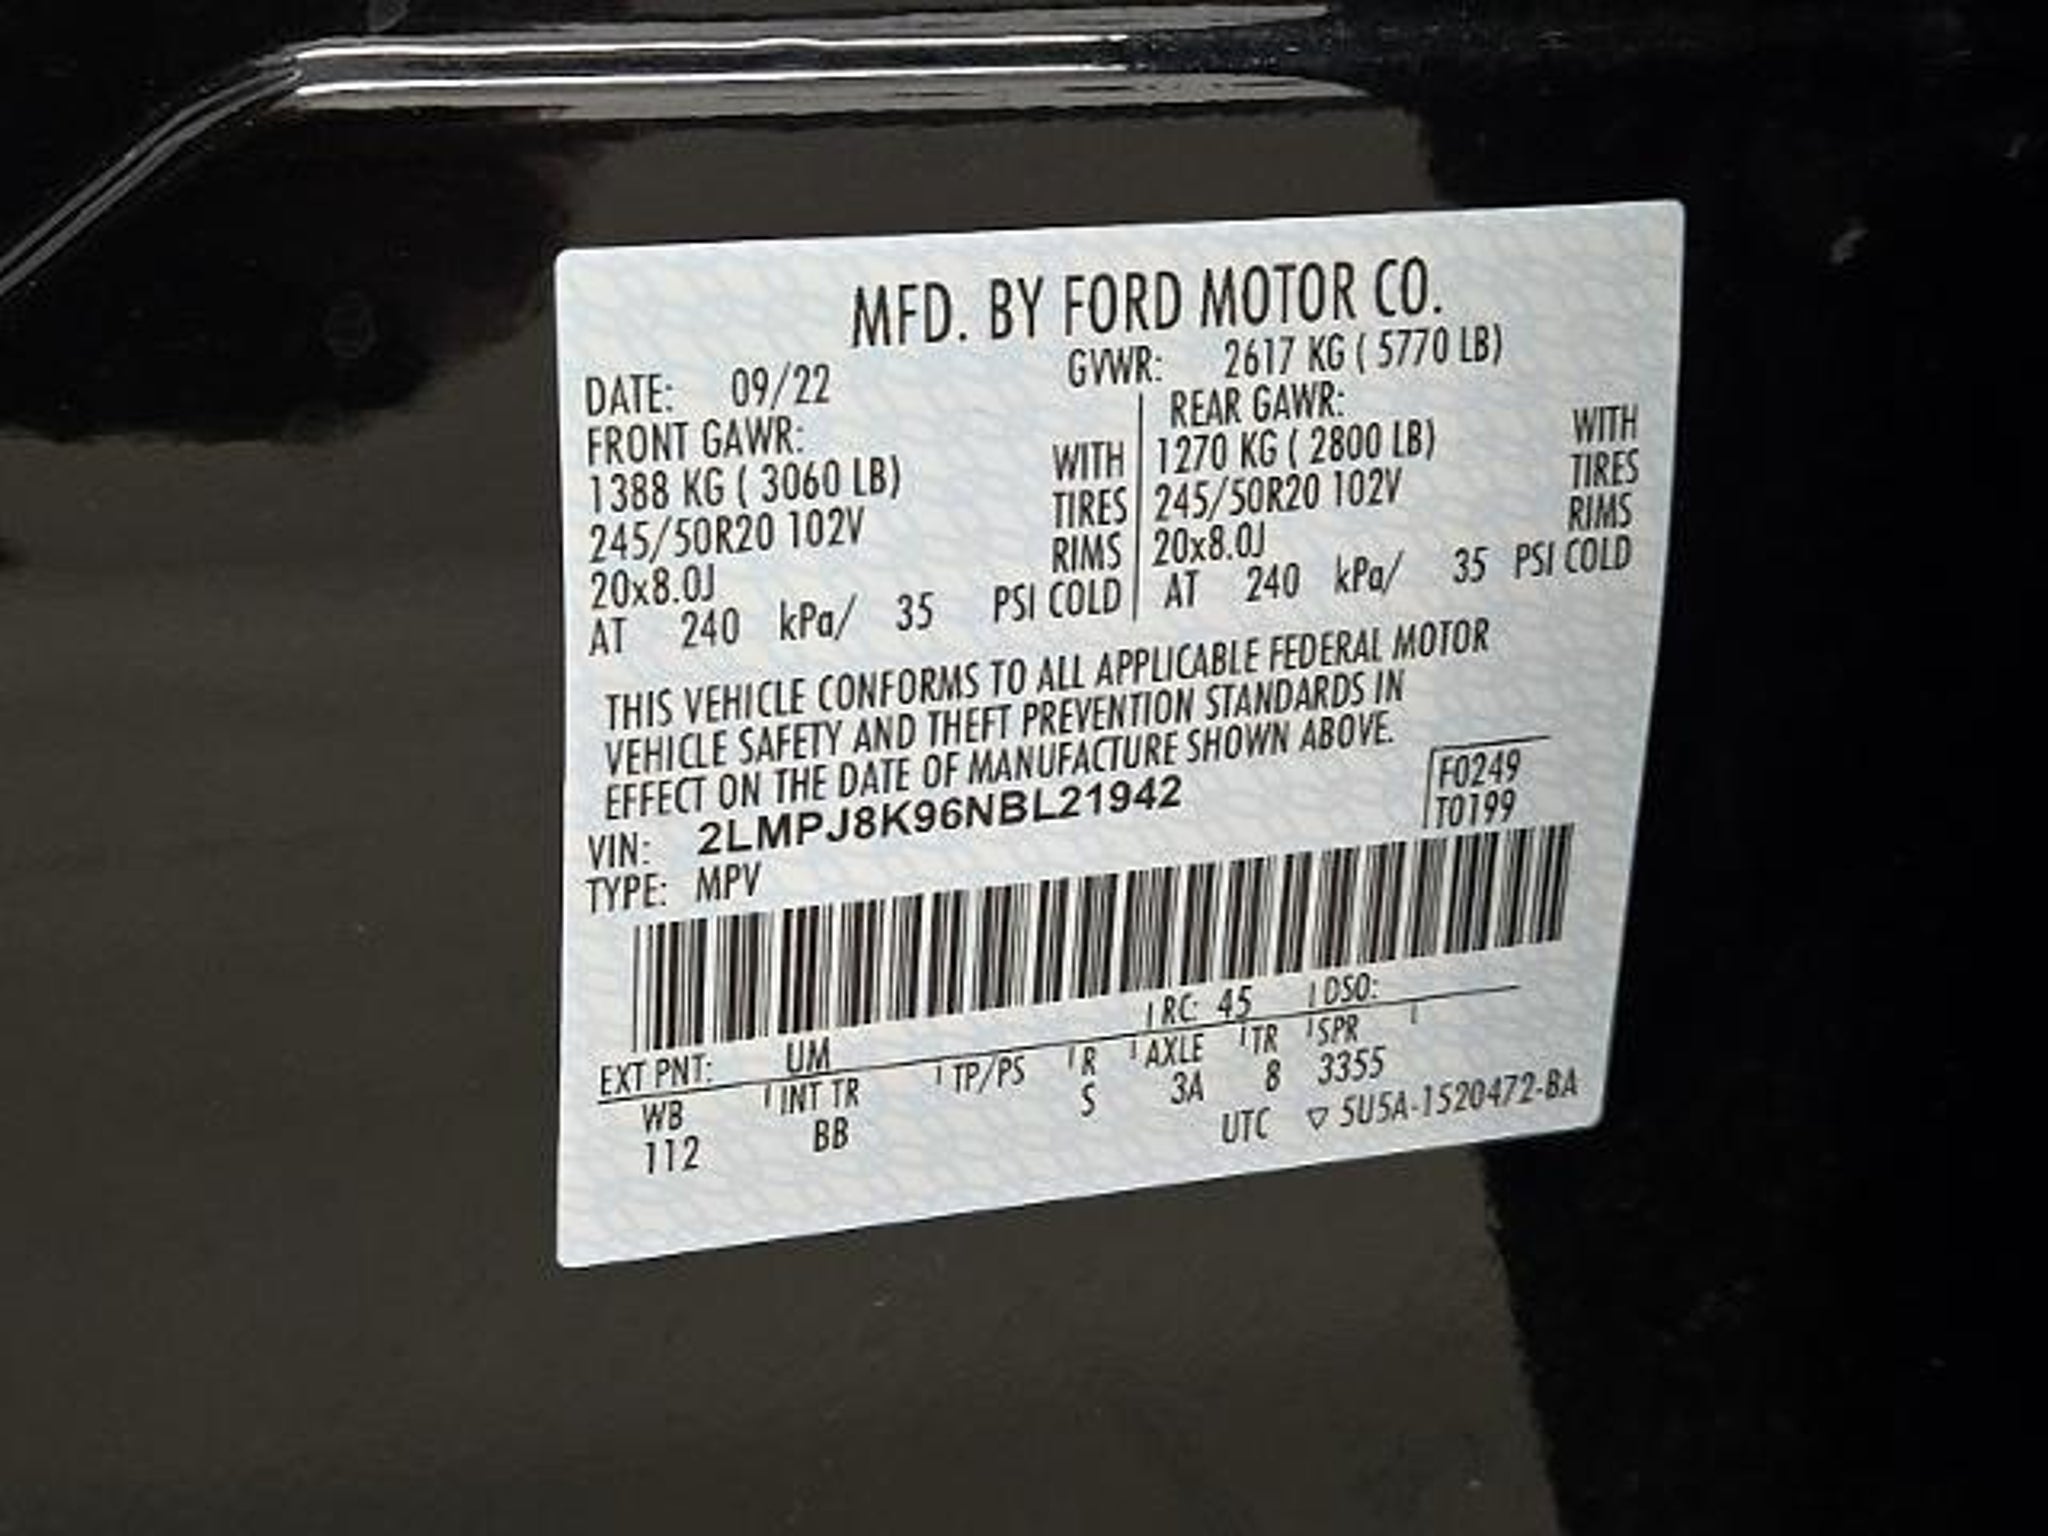 MFD. BY FORD MOTOR CO.
DATE: 09/22 GVWR: 2617 KG ( 5770 LB)
FRONT GAWR: REAR GAWR:
1388 KG ( 3060 LB) WITH 1270 KG ( 2800 LB) WITH
245/50R20 102V TIRES 245/50R20 102V TIRES
20x8.0J RIMS 20x8.0J RIMS
AT 240 kPa/ 35 PSI COLD AT 240 kPa/ 35 PSI COLD
THIS VEHICLE CONFORMS TO ALL APPLICABLE FEDERAL MOTOR
VEHICLE SAFETY AND THEFT PREVENTION STANDARDS IN
EFFECT ON THE DATE OF MANUFACTURE SHOWN ABOVE.
F0249
VIN: 2LMPJ8K96NBL21942 T0199
TYPE: MPV
EXT PNT: UM RC: 45 DSO:
WB INT TR TP/PS R AXLE TR SPR
112 BB S 3A 8 3355
UTC ▽ 5U5A-1520472-BA